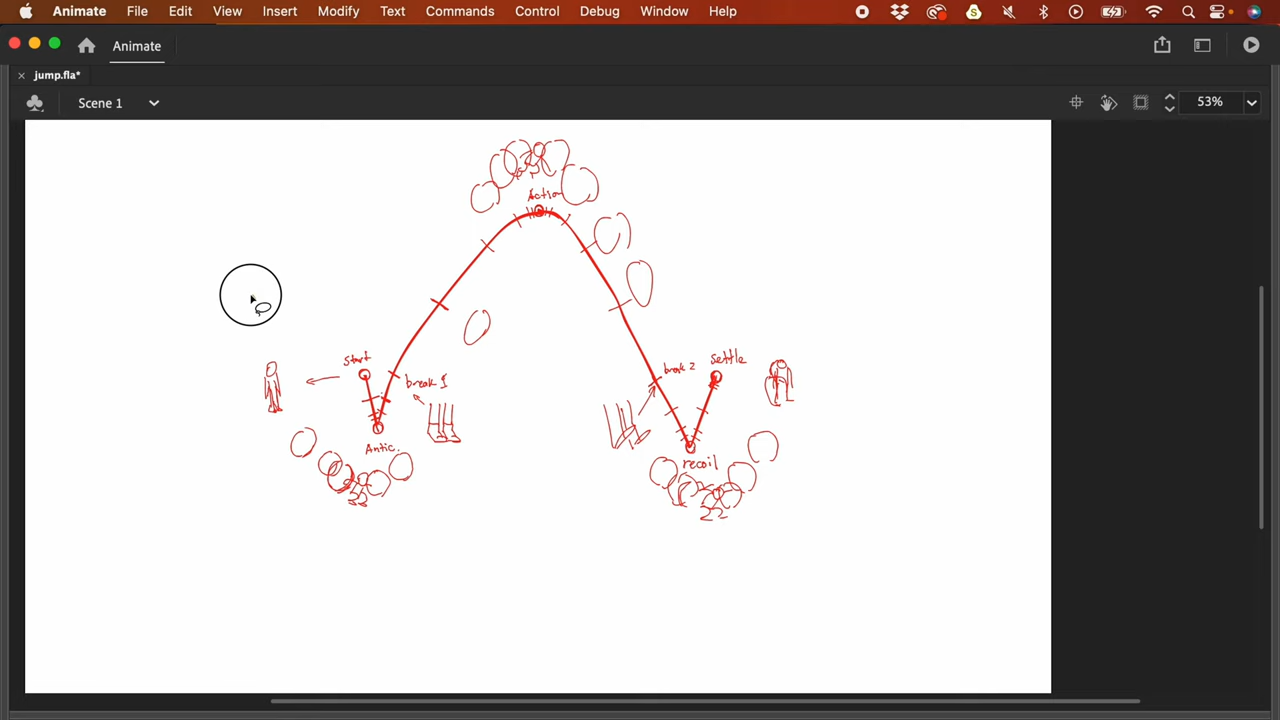 Animate File Edit View Insert Modify Text Commands Control Debug Window Help
Animate
jump.fla*
Scene 1
53%
Action
start
break 1
break 2
settle
Antic.
recoil